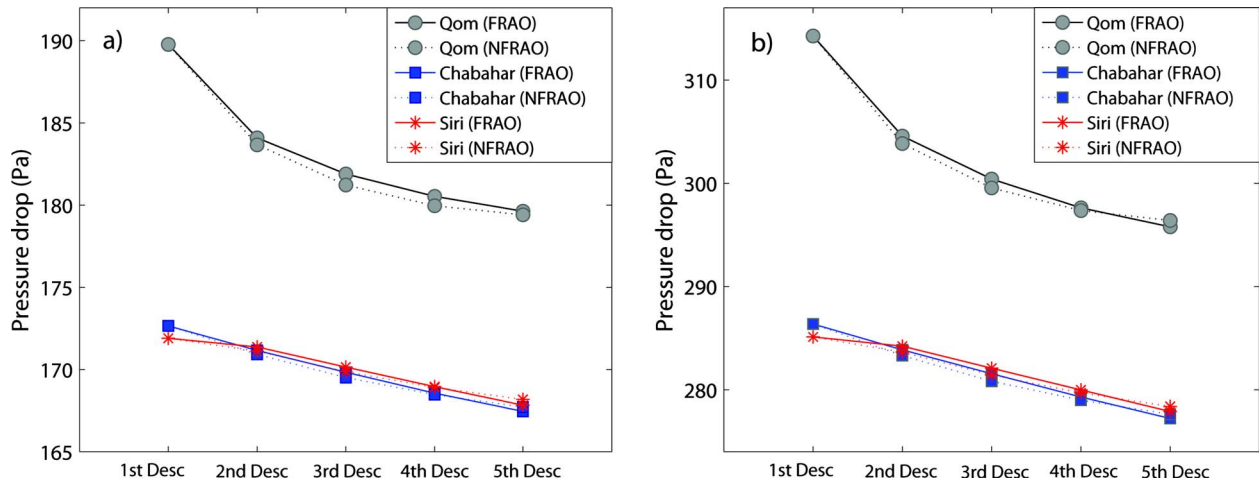 a)
Qom (FRAO)
Qom (NFRAO)
Chabahar (FRAO)
Chabahar (NFRAO)
Siri (FRAO)
Siri (NFRAO)
Pressure drop (Pa)
190
185
180
175
170
165
1st Desc 2nd Desc 3rd Desc 4th Desc 5th Desc
b)
Qom (FRAO)
Qom (NFRAO)
Chabahar (FRAO)
Chabahar (NFRAO)
Siri (FRAO)
Siri (NFRAO)
Pressure drop (Pa)
310
300
290
280
1st Desc 2nd Desc 3rd Desc 4th Desc 5th Desc